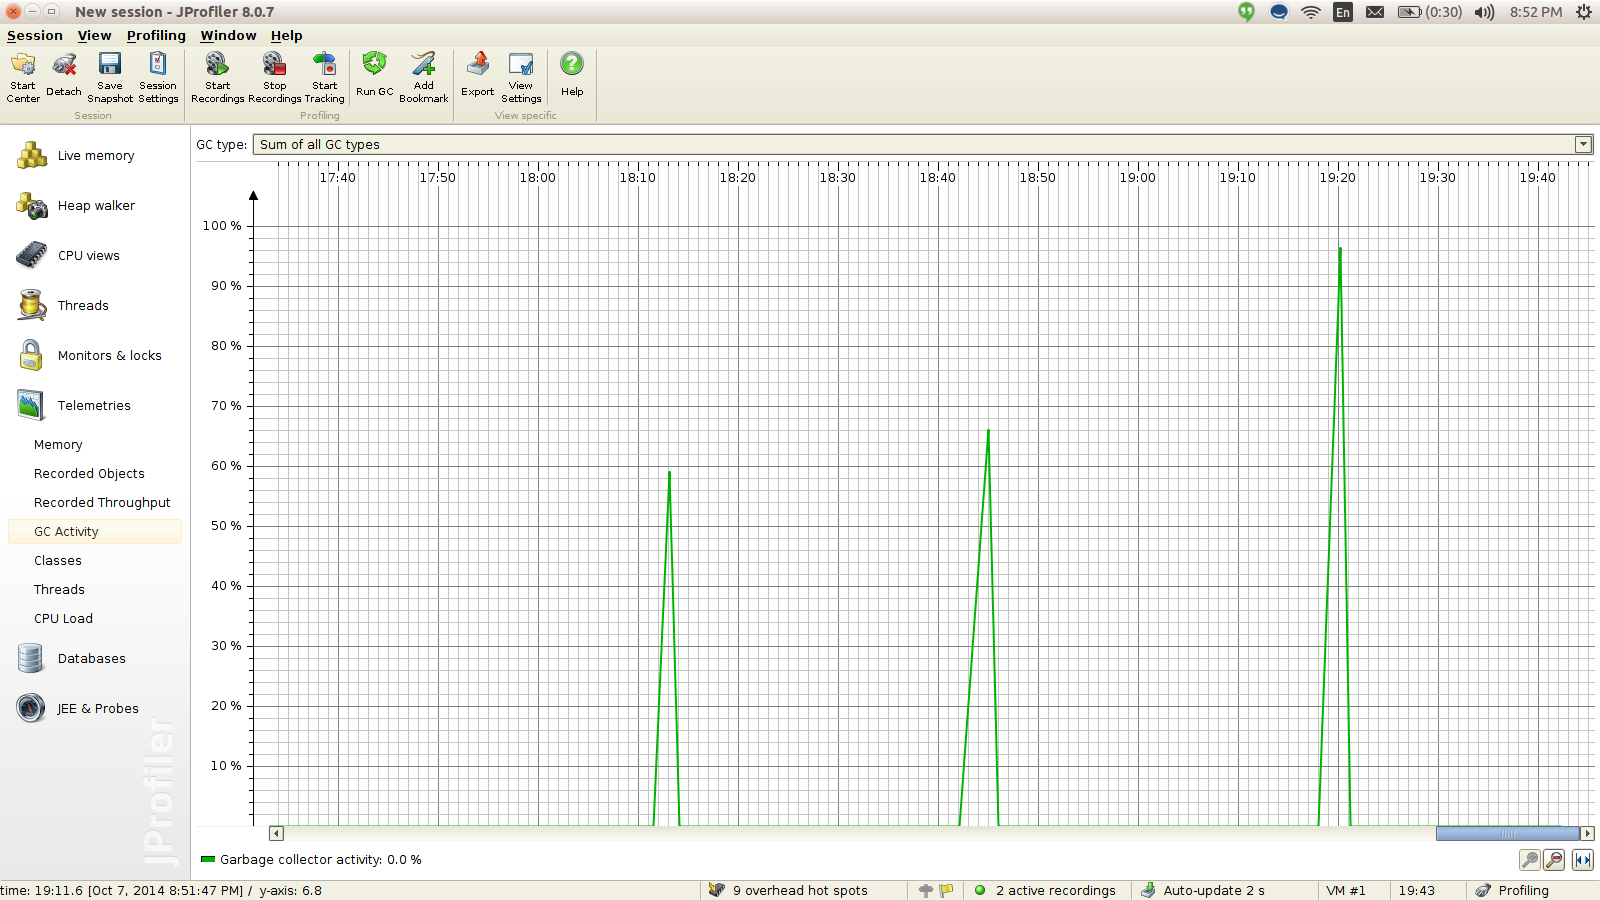 New session - JProfiler 8.0.7
En (0:30) 8:52 PM
Session View Profiling Window Help
Start Center
Detach
Save Snapshot
Session Settings
Start Recordings
Stop Recordings
Start Tracking
Run GC
Add Bookmark
Export
View Settings
Help
Session Profiling View specific
GC type: Sum of all GC types
Live memory
Heap walker
CPU views
Threads
Monitors & locks
Telemetries
Memory
Recorded Objects
Recorded Throughput
GC Activity
Classes
Threads
CPU Load
Databases
JEE & Probes
JProfiler
17:40 17:50 18:00 18:10 18:20 18:30 18:40 18:50 19:00 19:10 19:20 19:30 19:40
100 %
90 %
80 %
70 %
60 %
50 %
40 %
30 %
20 %
10 %
Garbage collector activity: 0.0 %
time: 19:11.6 [Oct 7, 2014 8:51:47 PM] / y-axis: 6.8
9 overhead hot spots
2 active recordings
Auto-update 2 s
VM #1
19:43
Profiling